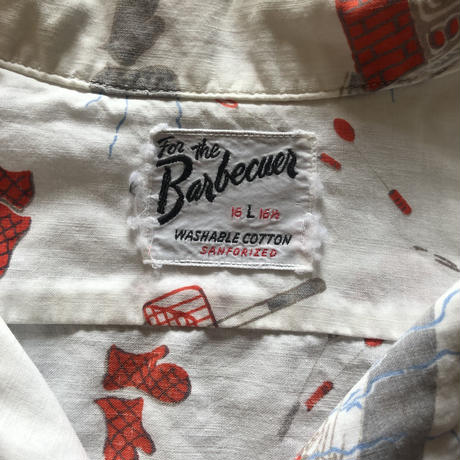 For the
Barbecuer
16 L 16½
WASHABLE COTTON
SANFORIZED